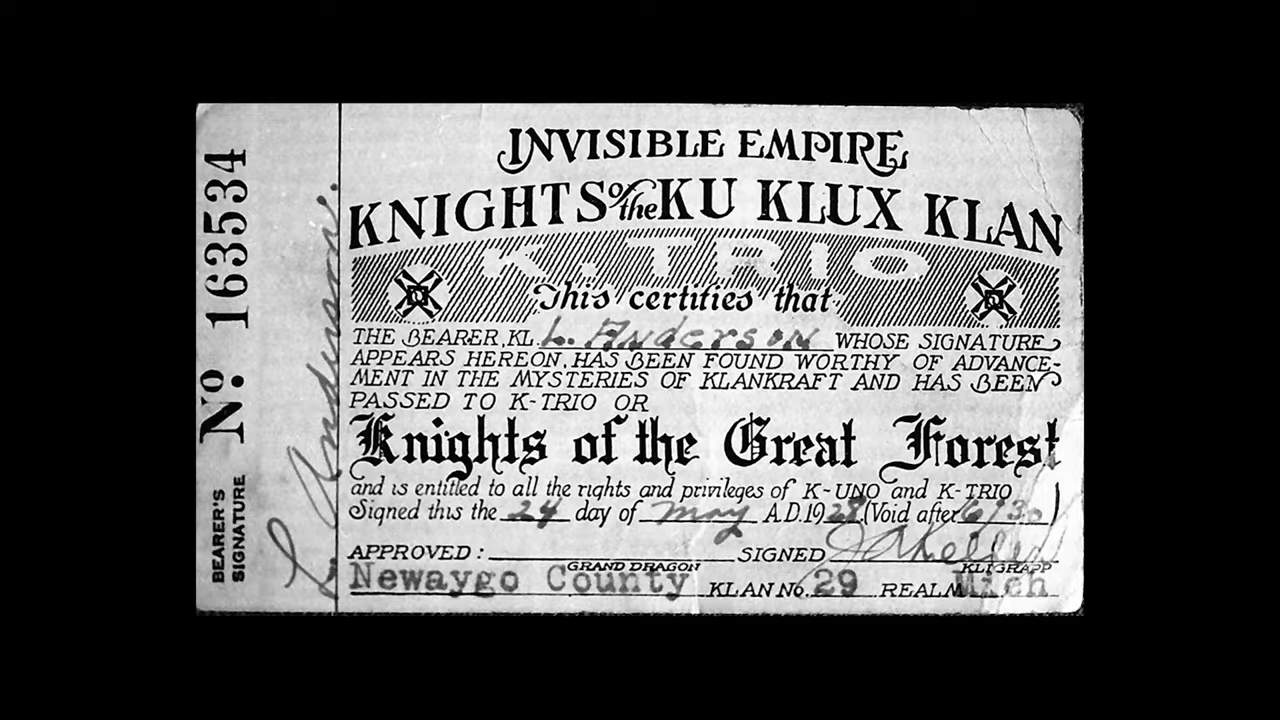 INVISIBLE EMPIRE
KNIGHTS of the KU KLUX KLAN
K. TRIO
This certifies that
THE BEARER, KL L. Anderson WHOSE SIGNATURE
APPEARS HEREON, HAS BEEN FOUND WORTHY OF ADVANCE-
MENT IN THE MYSTERIES OF KLANKRAFT AND HAS BEEN
PASSED TO K-TRIO OR
Knights of the Great Forest
and is entitled to all the rights and privileges of K-UNO and K-TRIO
Signed this the 24 day of May A.D. 1928 (Void after 6/30)
APPROVED: SIGNED
GRAND DRAGON KLIGRAPP
Newaygo County KLAN No. 29 REALM Mich
No. 163534
BEARER'S
SIGNATURE
L. Anderson.